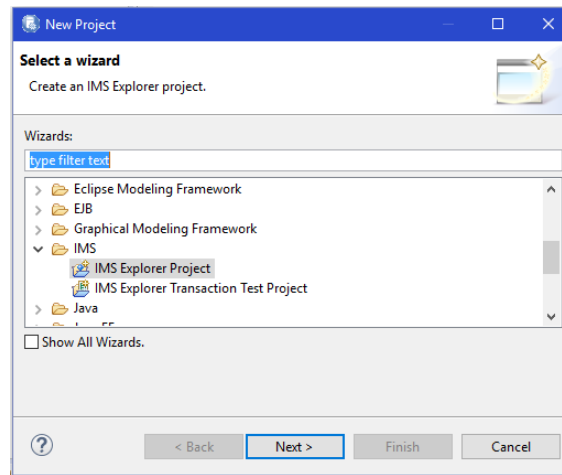 New Project
Select a wizard
Create an IMS Explorer project.
Wizards:
type filter text
Eclipse Modeling Framework
EJB
Graphical Modeling Framework
IMS
IMS Explorer Project
IMS Explorer Transaction Test Project
Java
Show All Wizards.
? < Back Next > Finish Cancel